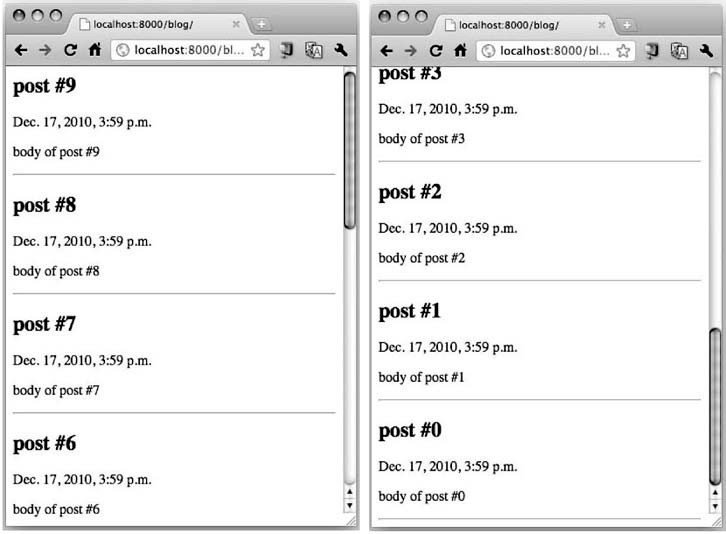 localhost:8000/blog/
localhost:8000/bl...
post #9
Dec. 17, 2010, 3:59 p.m.
body of post #9
post #8
Dec. 17, 2010, 3:59 p.m.
body of post #8
post #7
Dec. 17, 2010, 3:59 p.m.
body of post #7
post #6
Dec. 17, 2010, 3:59 p.m.
body of post #6
localhost:8000/blog/
localhost:8000/bl...
post #3
Dec. 17, 2010, 3:59 p.m.
body of post #3
post #2
Dec. 17, 2010, 3:59 p.m.
body of post #2
post #1
Dec. 17, 2010, 3:59 p.m.
body of post #1
post #0
Dec. 17, 2010, 3:59 p.m.
body of post #0